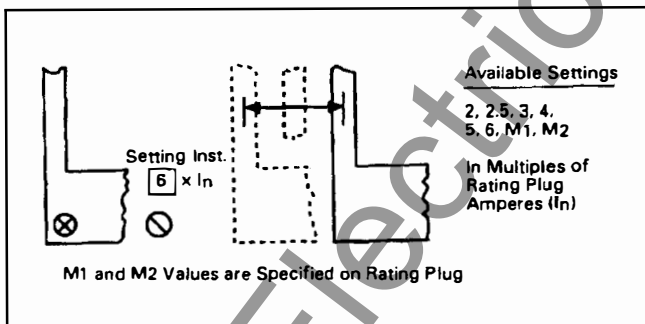 Available Settings
2, 2.5, 3, 4,
5, 6, M1, M2
Setting Inst.
6 x In
In Multiples of
Rating Plug
Amperes (In)
M1 and M2 Values are Specified on Rating Plug
Electric